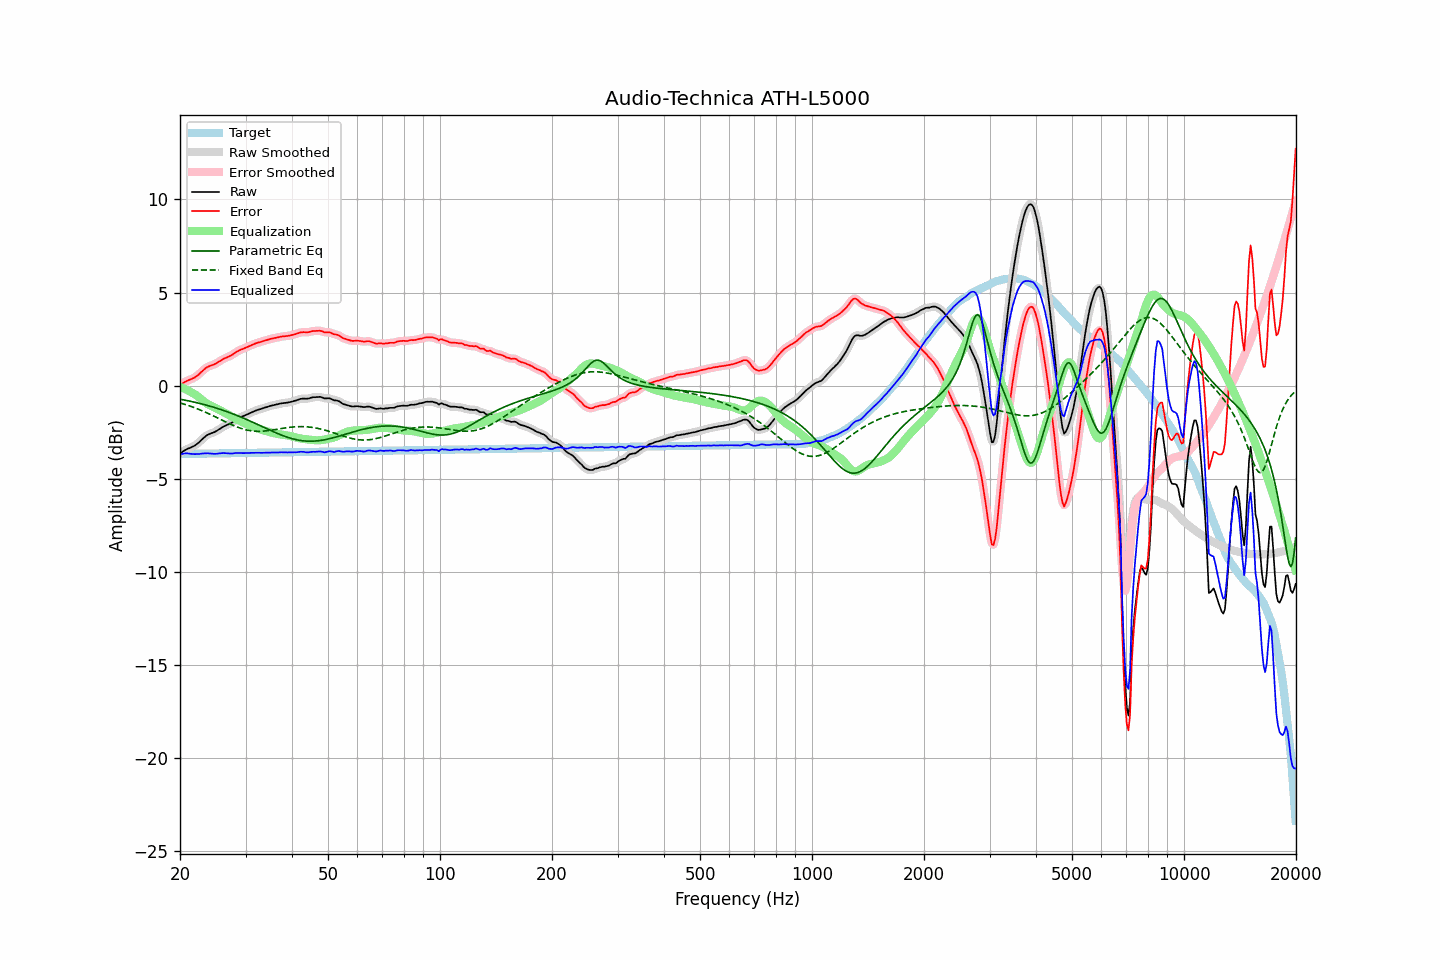 Audio-Technica ATH-L5000
Target
Raw Smoothed
Error Smoothed
Raw
Error
Equalization
Parametric Eq
Fixed Band Eq
Equalized
10
5
0
−5
−10
−15
−20
−25
Amplitude (dBr)
20 50 100 200 500 1000 2000 5000 10000 20000
Frequency (Hz)